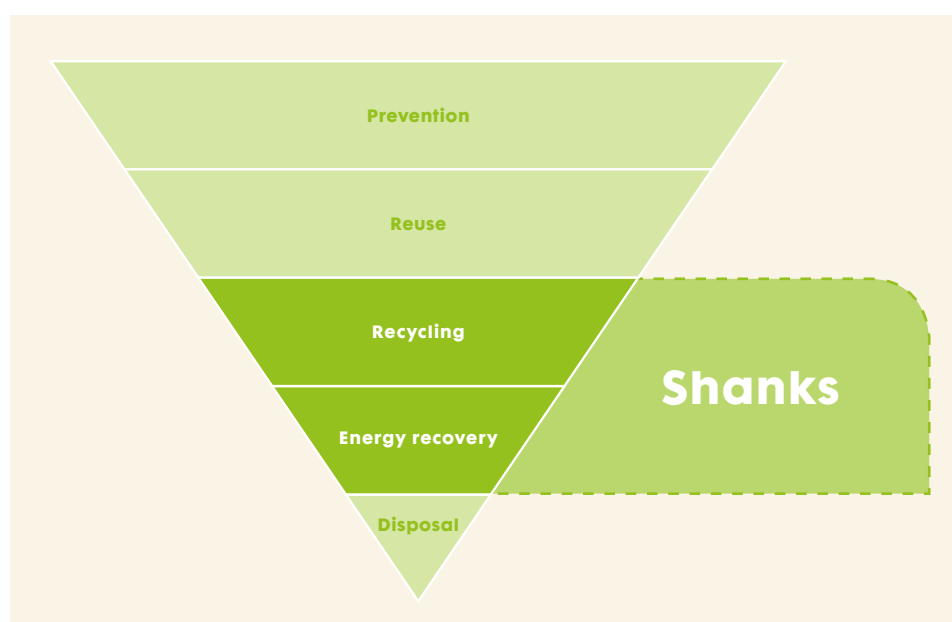 Prevention
Reuse
Recycling
Shanks
Energy recovery
Disposal